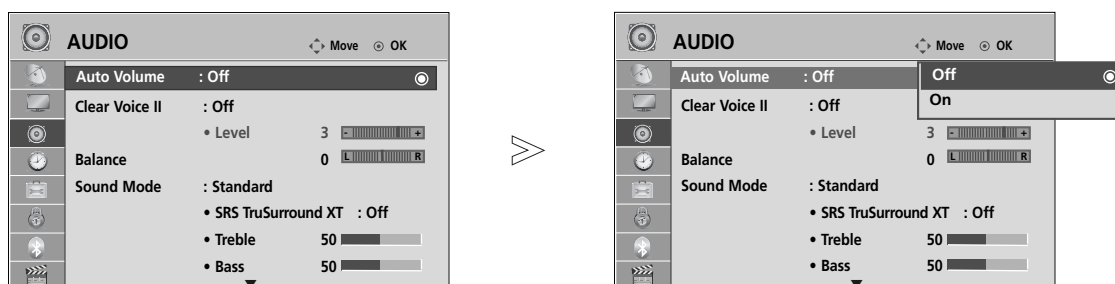 AUDIO Move OK
Auto Volume : Off
Clear Voice II : Off
• Level 3 - +
Balance 0 L R
Sound Mode : Standard
• SRS TruSurround XT : Off
• Treble 50
• Bass 50
AUDIO Move OK
Auto Volume : Off
Off
On
Clear Voice II : Off
• Level 3 - +
Balance 0 L R
Sound Mode : Standard
• SRS TruSurround XT : Off
• Treble 50
• Bass 50